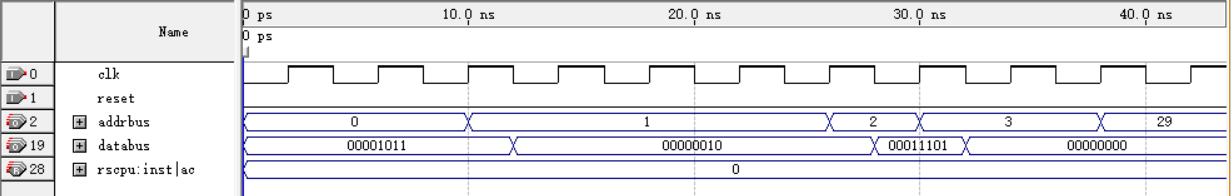 0 ps 10.0 ns 20.0 ns 30.0 ns 40.0 ns
Name
0 ps
0 clk
1 reset
2 addrbus 0 1 2 3 29
19 databus 00001011 00000010 00011101 00000000
28 rscpu:inst|ac 0